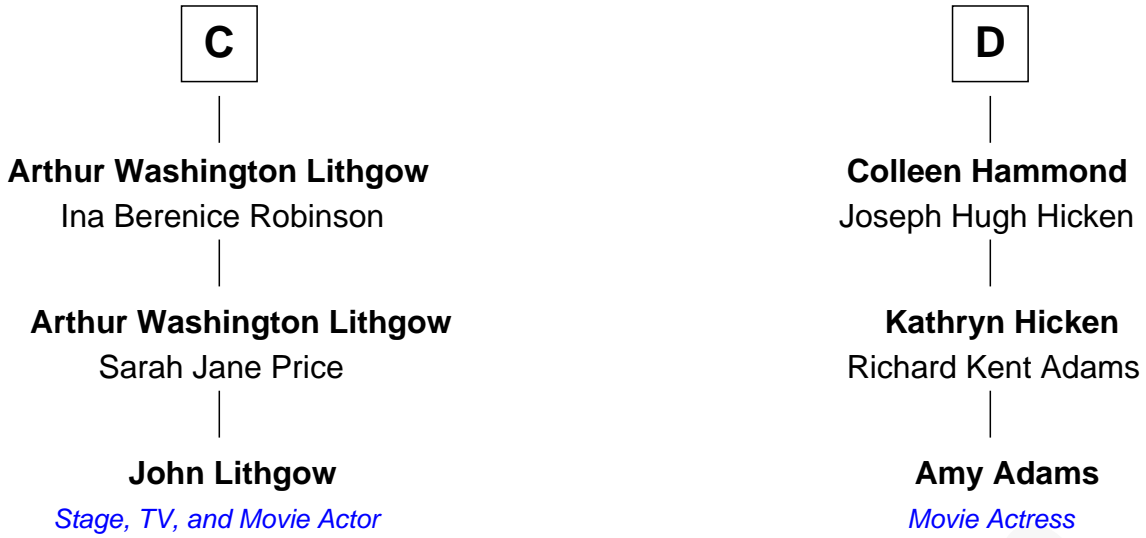 C
Arthur Washington Lithgow
Ina Berenice Robinson
Arthur Washington Lithgow
Sarah Jane Price
John Lithgow
Stage, TV, and Movie Actor
D
Colleen Hammond
Joseph Hugh Hicken
Kathryn Hicken
Richard Kent Adams
Amy Adams
Movie Actress